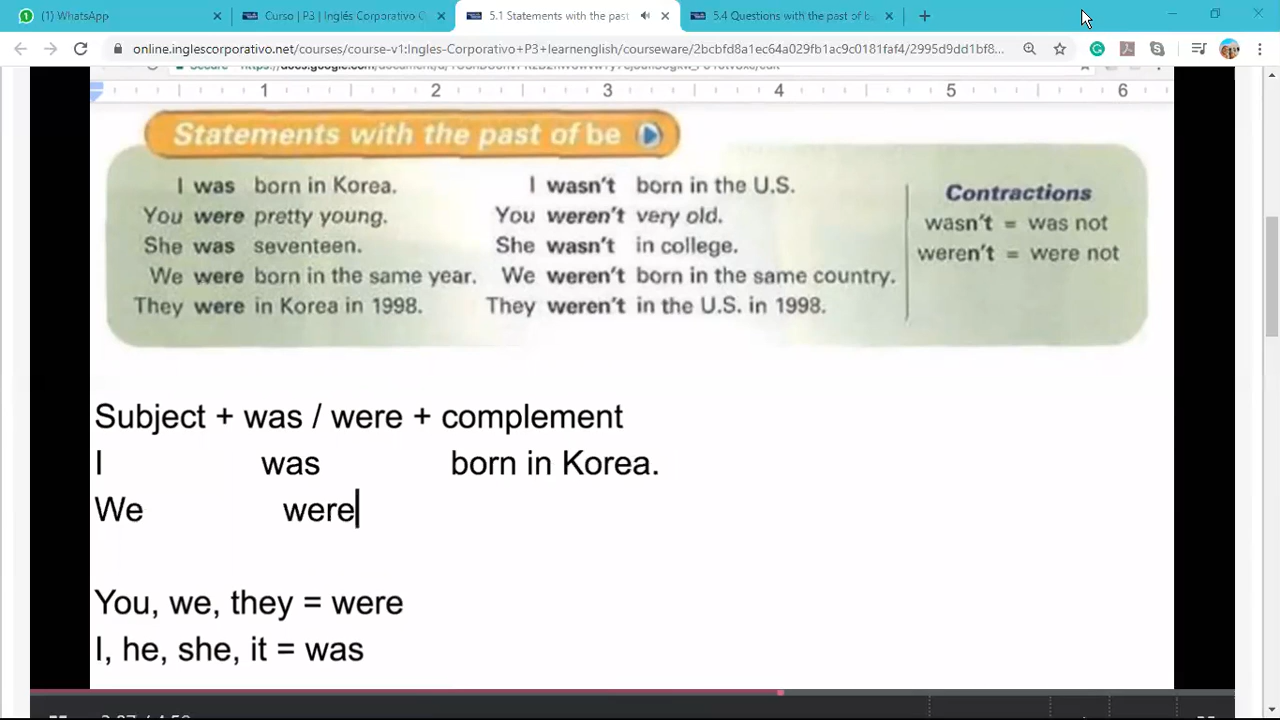 (1) WhatsApp
Curso | P3 | Inglés Corporativo
5.1 Statements with the past
5.4 Questions with the past of b
online.inglescorporativo.net/courses/course-v1:Ingles-Corporativo+P3+learnenglish/courseware/2bcbfd8a1ec64a029fb1ac9c0181faf4/2995d9dd1bf8...
1 2 3 4 5 6
Statements with the past of be
I was born in Korea. I wasn't born in the U.S.
You were pretty young. You weren't very old.
She was seventeen. She wasn't in college.
We were born in the same year. We weren't born in the same country.
They were in Korea in 1998. They weren't in the U.S. in 1998.
Contractions
wasn't = was not
weren't = were not
Subject + was / were + complement
I was born in Korea.
We were
You, we, they = were
I, he, she, it = was